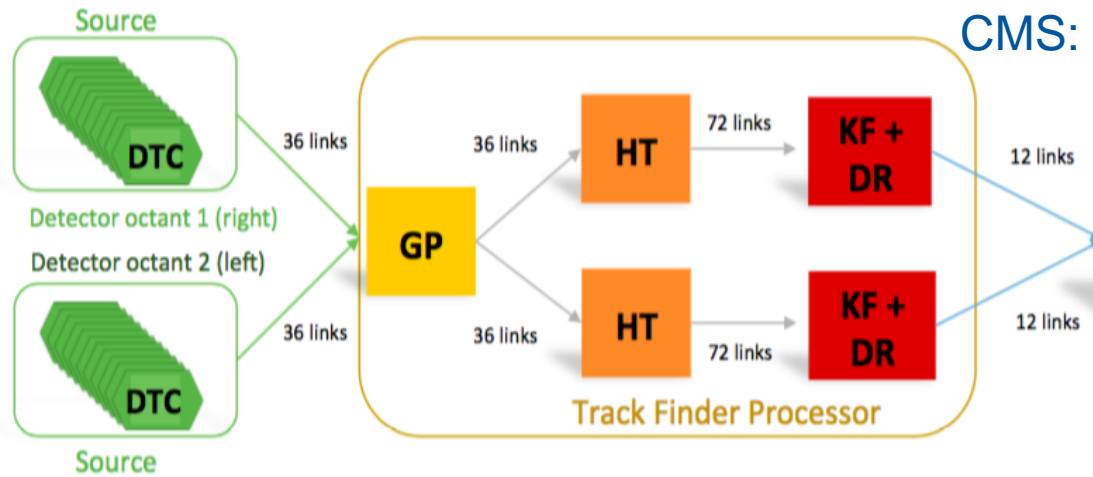 Source
CMS:
DTC
36 links
36 links
72 links
12 links
HT
KF +
DR
Detector octant 1 (right)
GP
Detector octant 2 (left)
36 links
36 links
HT
72 links
KF +
DR
12 links
DTC
Track Finder Processor
Source